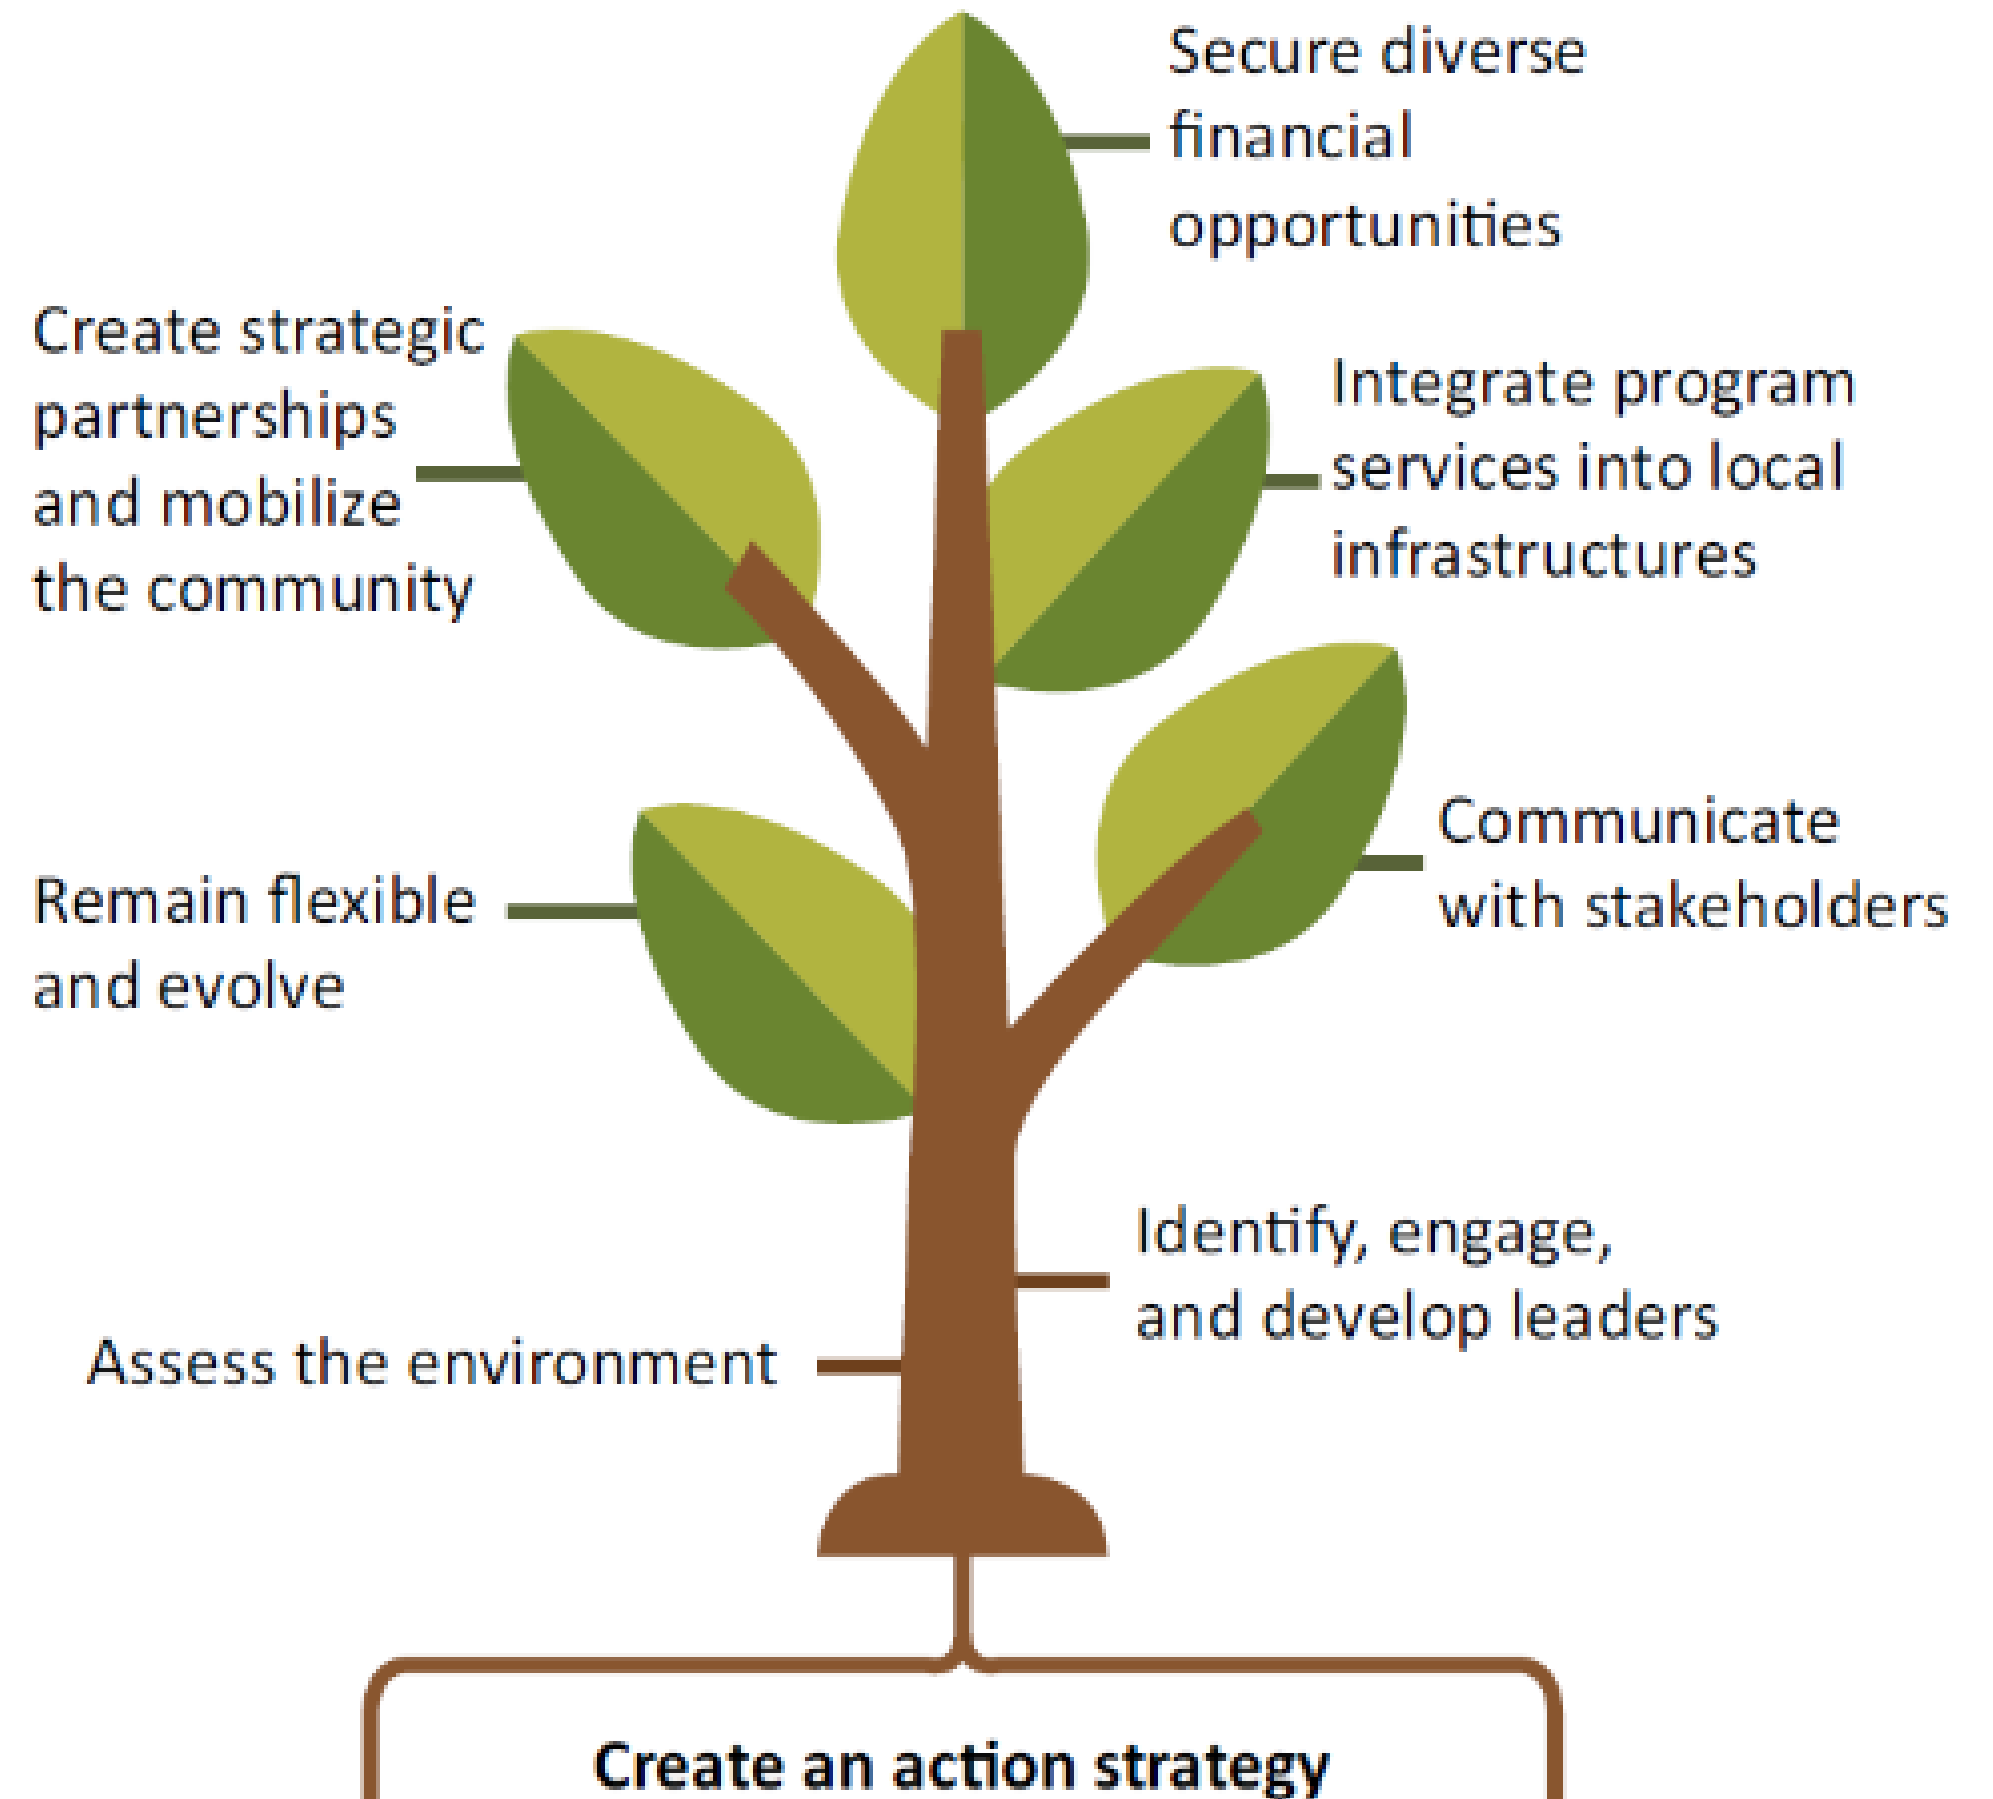 Secure diverse
financial
opportunities
Create strategic
partnerships
and mobilize
the community
Integrate program
services into local
infrastructures
Communicate
with stakeholders
Remain flexible
and evolve
Identify, engage,
and develop leaders
Assess the environment
Create an action strategy